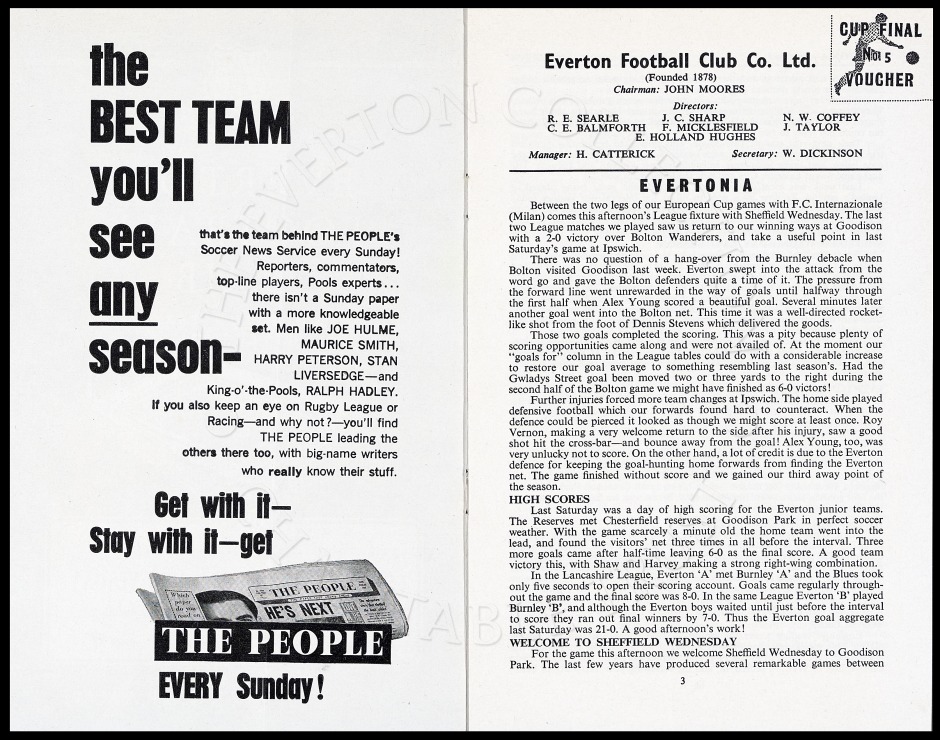 the
BEST TEAM
you'll
see
any
season-
that's the team behind THE PEOPLE's
Soccer News Service every Sunday!
Reporters, commentators,
top-line players, Pools experts...
there isn't a Sunday paper
with a more knowledgeable
set. Men like JOE HULME,
MAURICE SMITH,
HARRY PETERSON, STAN
LIVERSEDGE—and
King-o'-the-Pools, RALPH HADLEY.
If you also keep an eye on Rugby League or
Racing—and why not?—you'll find
THE PEOPLE leading the
others there too, with big-name writers
who really know their stuff.
Get with it—
Stay with it—get
THE PEOPLE
HE'S NEXT
THE PEOPLE
EVERY Sunday!
CUP FINAL
No. 5
VOUCHER
Everton Football Club Co. Ltd.
(Founded 1878)
Chairman: JOHN MOORES
Directors:
R. E. SEARLE J. C. SHARP N. W. COFFEY
C. E. BALMFORTH F. MICKLESFIELD J. TAYLOR
E. HOLLAND HUGHES
Manager: H. CATTERICK Secretary: W. DICKINSON
EVERTONIA
Between the two legs of our European Cup games with F.C. Internazionale
(Milan) comes this afternoon's League fixture with Sheffield Wednesday. The last
two League matches we played saw us return to our winning ways at Goodison
with a 2-0 victory over Bolton Wanderers, and take a useful point in last
Saturday's game at Ipswich.
There was no question of a hang-over from the Burnley debacle when
Bolton visited Goodison last week. Everton swept into the attack from the
word go and gave the Bolton defenders quite a time of it. The pressure from
the forward line went unrewarded in the way of goals until halfway through
the first half when Alex Young scored a beautiful goal. Several minutes later
another goal went into the Bolton net. This time it was a well-directed rocket-
like shot from the foot of Dennis Stevens which delivered the goods.
Those two goals completed the scoring. This was a pity because plenty of
scoring opportunities came along and were not availed of. At the moment our
"goals for" column in the League tables could do with a considerable increase
to restore our goal average to something resembling last season's. Had the
Gwladys Street goal been moved two or three yards to the right during the
second half of the Bolton game we might have finished as 6-0 victors!
Further injuries forced more team changes at Ipswich. The home side played
defensive football which our forwards found hard to counteract. When the
defence could be pierced it looked as though we might score at least once. Roy
Vernon, making a very welcome return to the side after his injury, saw a good
shot hit the cross-bar—and bounce away from the goal! Alex Young, too, was
very unlucky not to score. On the other hand, a lot of credit is due to the Everton
defence for keeping the goal-hunting home forwards from finding the Everton
net. The game finished without score and we gained our third away point of
the season.
HIGH SCORES
Last Saturday was a day of high scoring for the Everton junior teams.
The Reserves met Chesterfield reserves at Goodison Park in perfect soccer
weather. With the game scarcely a minute old the home team went into the
lead, and found the visitors' net three times in all before the interval. Three
more goals came after half-time leaving 6-0 as the final score. A good team
victory this, with Shaw and Harvey making a strong right-wing combination.
In the Lancashire League, Everton 'A' met Burnley 'A' and the Blues took
only five seconds to open their scoring account. Goals came regularly through-
out the game and the final score was 8-0. In the same League Everton 'B' played
Burnley 'B', and although the Everton boys waited until just before the interval
to score they ran out final winners by 7-0. Thus the Everton goal aggregate
last Saturday was 21-0. A good afternoon's work!
WELCOME TO SHEFFIELD WEDNESDAY
For the game this afternoon we welcome Sheffield Wednesday to Goodison
Park. The last few years have produced several remarkable games between
3